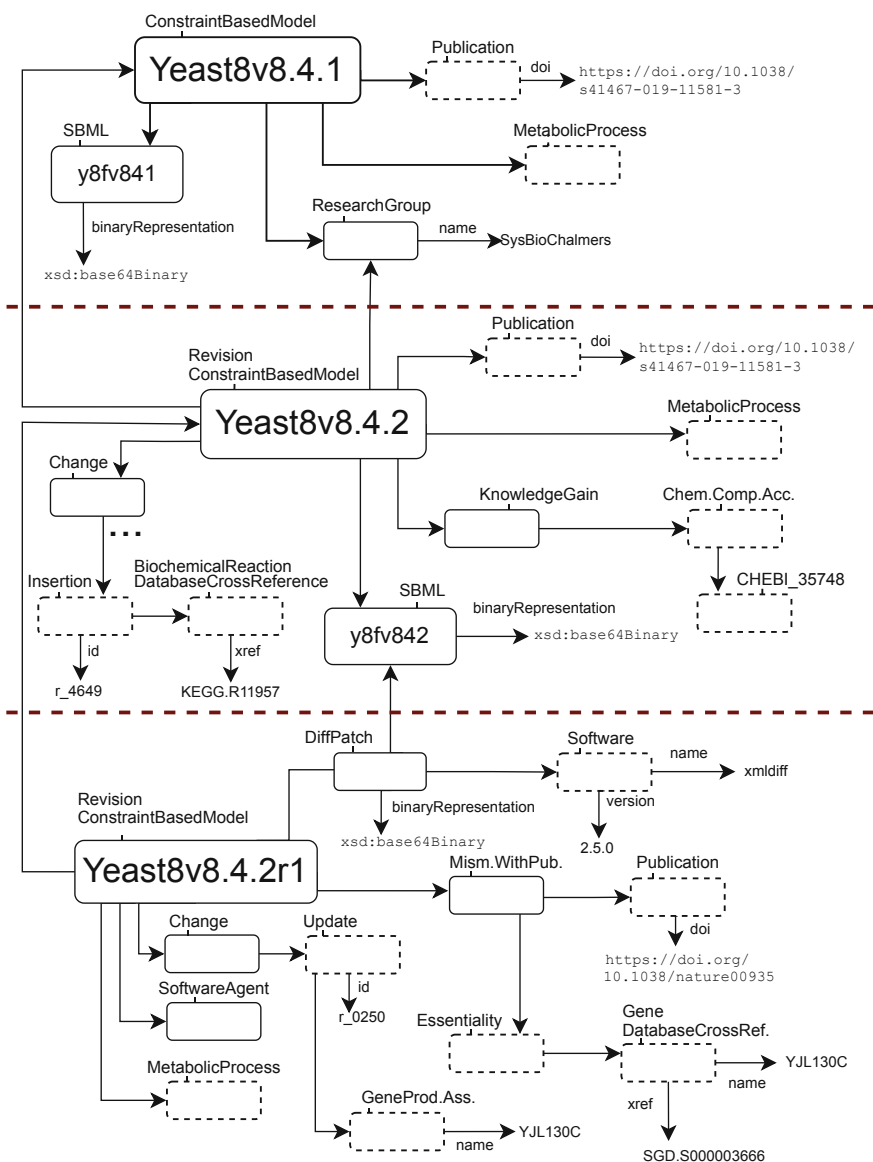 ConstraintBasedModel
Yeast8v8.4.1
Publication
doi
https://doi.org/10.1038/
s41467-019-11581-3
SBML
MetabolicProcess
y8fv841
ResearchGroup
binaryRepresentation
name
SysBioChalmers
xsd:base64Binary
Publication
doi
https://doi.org/10.1038/
s41467-019-11581-3
Revision
ConstraintBasedModel
Yeast8v8.4.2
MetabolicProcess
Change
KnowledgeGain
Chem.Comp.Acc.
...
Insertion
BiochemicalReaction
DatabaseCrossReference
SBML
CHEBI_35748
y8fv842
binaryRepresentation
xsd:base64Binary
id
xref
r_4649
KEGG.R11957
DiffPatch
Software
name
xmldiff
binaryRepresentation
version
xsd:base64Binary
2.5.0
Revision
ConstraintBasedModel
Yeast8v8.4.2r1
Mism.WithPub.
Publication
doi
https://doi.org/
10.1038/nature00935
Change
Update
id
r_0250
SoftwareAgent
Essentiality
Gene
DatabaseCrossRef.
name
YJL130C
xref
SGD.S000003666
MetabolicProcess
GeneProd.Ass.
name
YJL130C